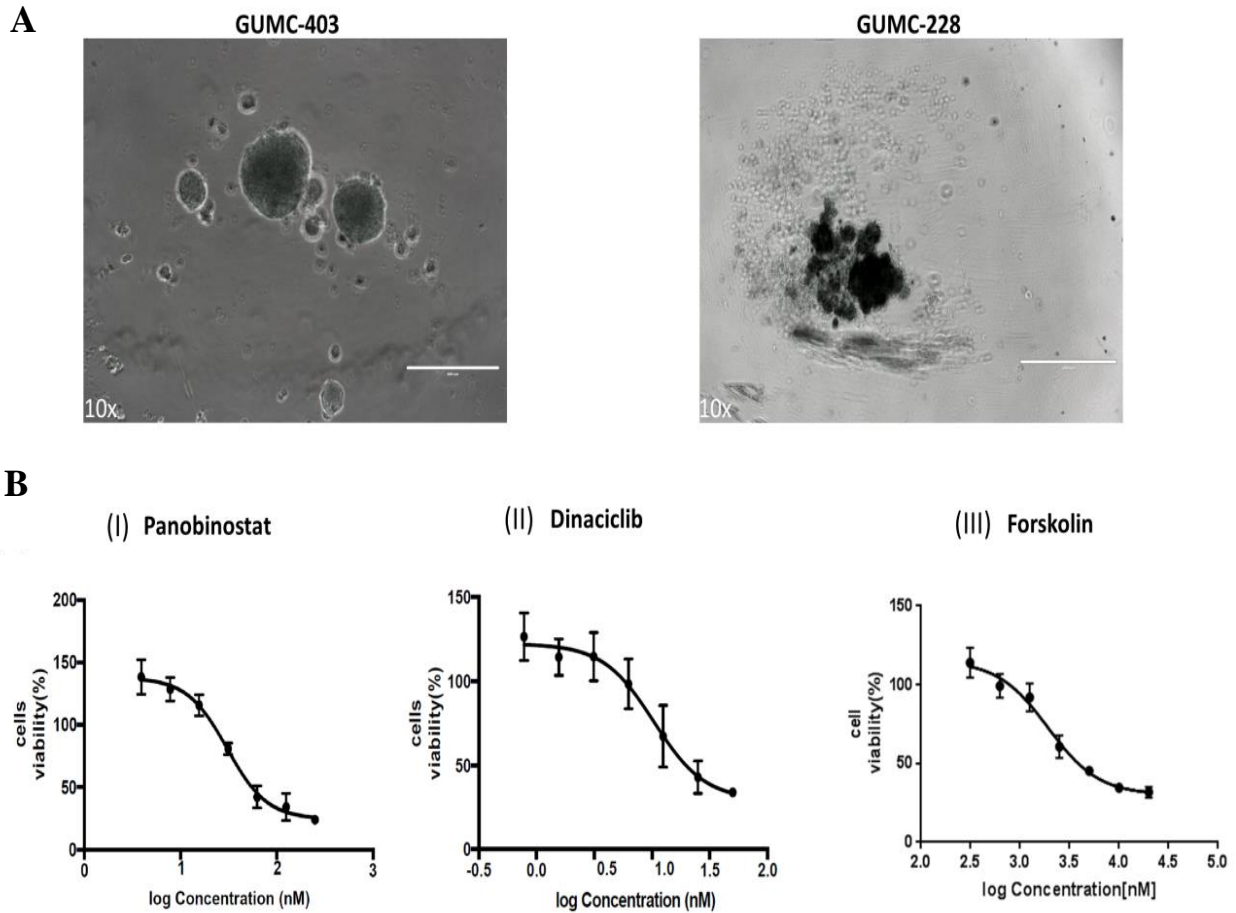 A
GUMC-403
GUMC-228
10x
10x
B
(I) Panobinostat
(II) Dinaciclib
(III) Forskolin
200
150
100
50
0
cells
viability(%)
0
1
2
3
log Concentration (nM)
150
100
50
0
cells
viability(%)
-0.5
0.0
0.5
1.0
1.5
2.0
log Concentration (nM)
150
100
50
0
cell
viability(%)
2.0
2.5
3.0
3.5
4.0
4.5
5.0
log Concentration[nM]